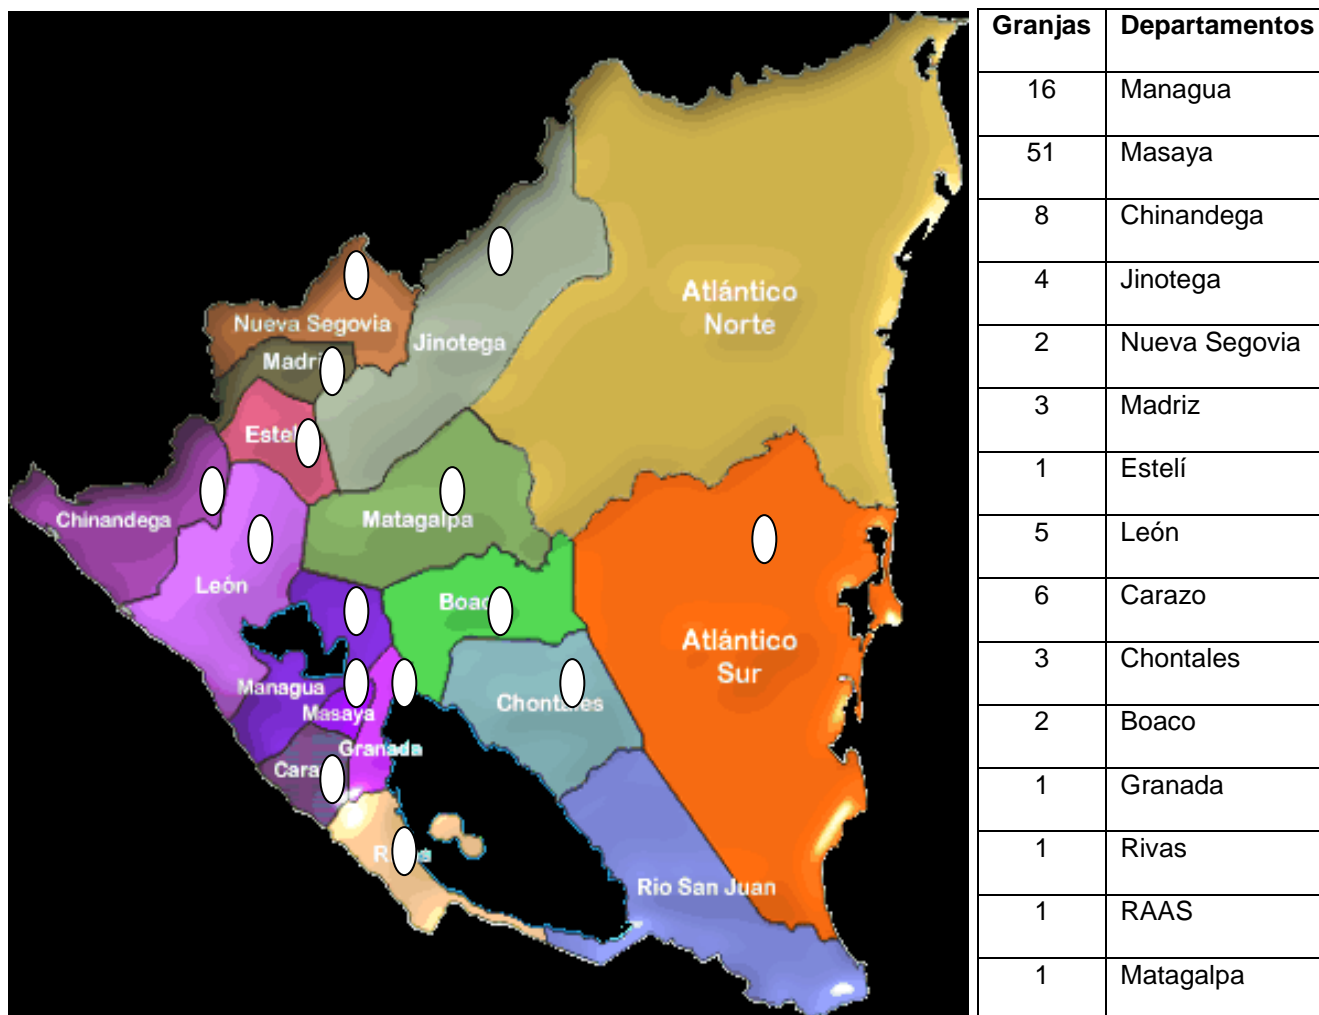 Atlántico
Norte
Nueva Segovia
Jinotega
Madri
Estel
Chinandega
Matagalpa
León
Boac
Atlántico
Sur
Managua
Masaya
Chontales
Granada
Cara
Rio San Juan
Granjas Departamentos
16 Managua
51 Masaya
8 Chinandega
4 Jinotega
2 Nueva Segovia
3 Madriz
1 Estelí
5 León
6 Carazo
3 Chontales
2 Boaco
1 Granada
1 Rivas
1 RAAS
1 Matagalpa